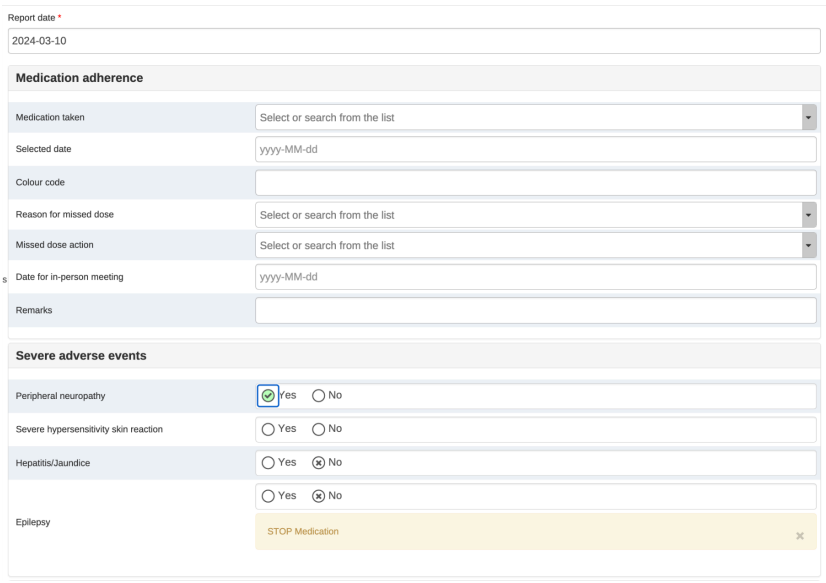 Report date *
2024-03-10
Medication adherence
Medication taken Select or search from the list
Selected date yyyy-MM-dd
Colour code
Reason for missed dose Select or search from the list
Missed dose action Select or search from the list
s Date for in-person meeting yyyy-MM-dd
Remarks
Severe adverse events
Peripheral neuropathy Yes No
Severe hypersensitivity skin reaction Yes No
Hepatitis/Jaundice Yes No
Yes No
Epilepsy
STOP Medication